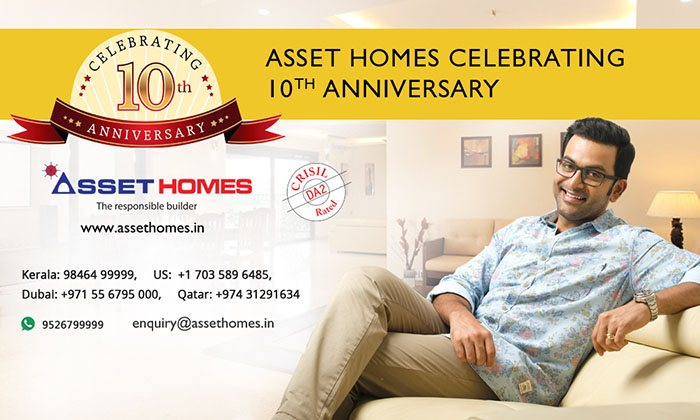 CELEBRATING
10th
ANNIVERSARY
ASSET HOMES CELEBRATING
10TH ANNIVERSARY
ASSET HOMES
The responsible builder
www.assethomes.in
CRISIL
DA2
Rated
Kerala: 98464 99999, US: +1 703 589 6485,
Dubai: +971 55 6795 000, Qatar: +974 31291634
9526799999 enquiry@assethomes.in